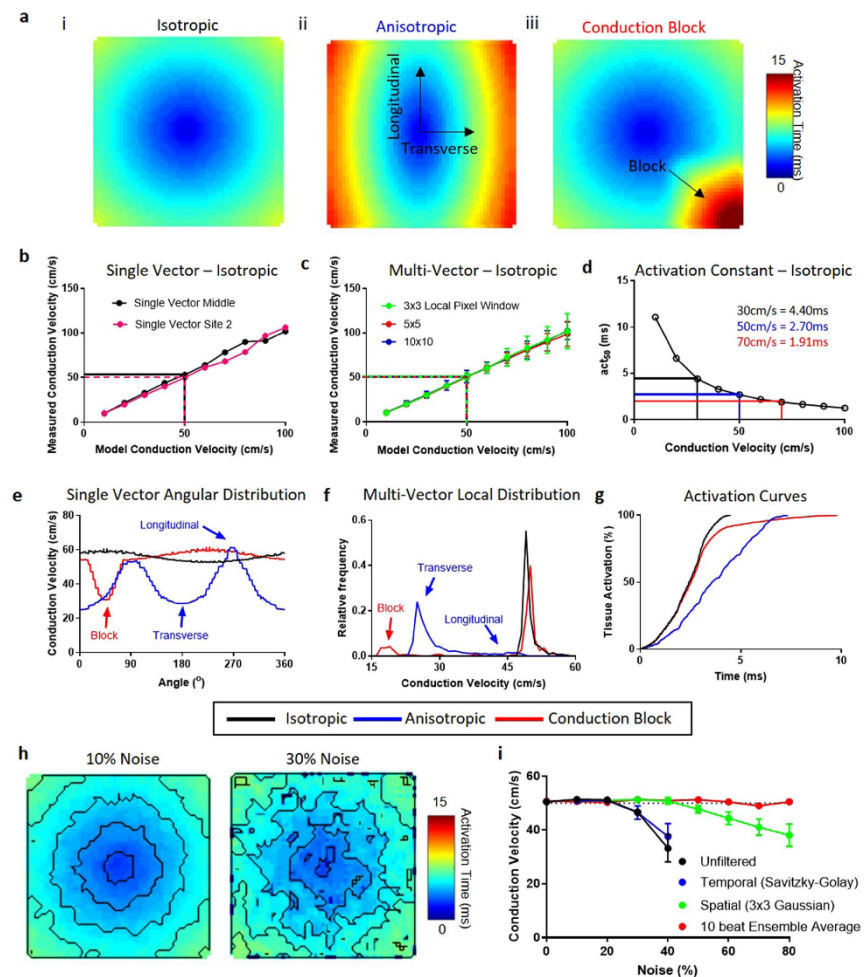 a
i
Isotropic
ii
Anisotropic
iii
Conduction Block
Longitudinal
Transverse
Block
15
Activation Time (ms)
0
b
Single Vector – Isotropic
Measured Conduction Velocity (cm/s)
150
100
50
0
Single Vector Middle
Single Vector Site 2
0
50
100
Model Conduction Velocity (cm/s)
c
Multi-Vector – Isotropic
Measured Conduction Velocity (cm/s)
150
100
50
0
3x3 Local Pixel Window
5x5
10x10
0
50
100
Model Conduction Velocity (cm/s)
d
Activation Constant – Isotropic
act50 (ms)
15
10
5
0
30cm/s = 4.40ms
50cm/s = 2.70ms
70cm/s = 1.91ms
0
50
100
Conduction Velocity (cm/s)
e
Single Vector Angular Distribution
Conduction Velocity (cm/s)
80
60
40
20
0
Longitudinal
Block
Transverse
0
90
180
270
360
Angle (°)
f
Multi-Vector Local Distribution
Relative frequency
0.6
0.4
0.2
0.0
Transverse
Block
Longitudinal
15
30
45
60
Conduction Velocity (cm/s)
g
Activation Curves
Tissue Activation (%)
100
50
0
0
5
10
Time (ms)
Isotropic
Anisotropic
Conduction Block
h
10% Noise
30% Noise
15
Activation Time (ms)
0
i
Conduction Velocity (cm/s)
60
40
20
0
Unfiltered
Temporal (Savitzky-Golay)
Spatial (3x3 Gaussian)
10 beat Ensemble Average
0
20
40
60
80
Noise (%)